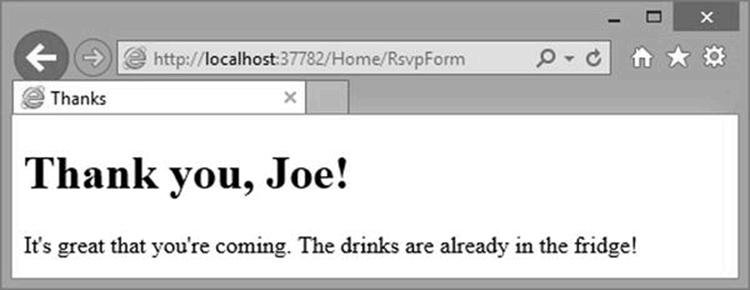 http://localhost:37782/Home/RsvpForm
Thanks
Thank you, Joe!
It's great that you're coming. The drinks are already in the fridge!